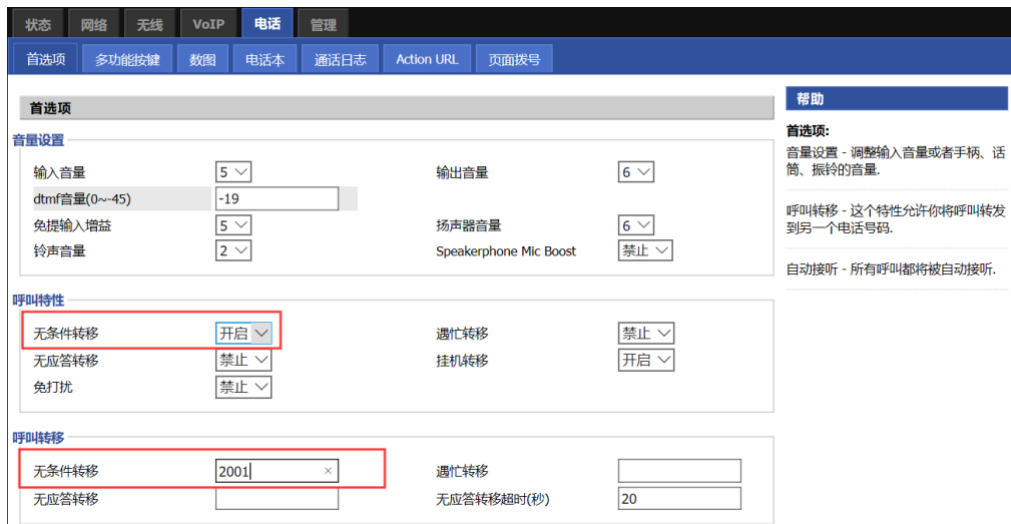 状态 网络 无线 VoIP 电话 管理
首选项 多功能按键 数图 电话本 通话日志 Action URL 页面拨号
首选项
音量设置
输入音量 5 输出音量 6
dtmf音量(0~-45) -19
免提输入增益 5 扬声器音量 6
铃声音量 2 Speakerphone Mic Boost 禁止
呼叫特性
无条件转移 开启 遇忙转移 禁止
无应答转移 禁止 挂机转移 开启
免打扰 禁止
呼叫转移
无条件转移 2001 × 遇忙转移
无应答转移 无应答转移超时(秒) 20
帮助
首选项:
音量设置 - 调整输入音量或者手柄、话
筒、振铃的音量.
呼叫转移 - 这个特性允许你将呼叫转发
到另一个电话号码.
自动接听 - 所有呼叫都将被自动接听.